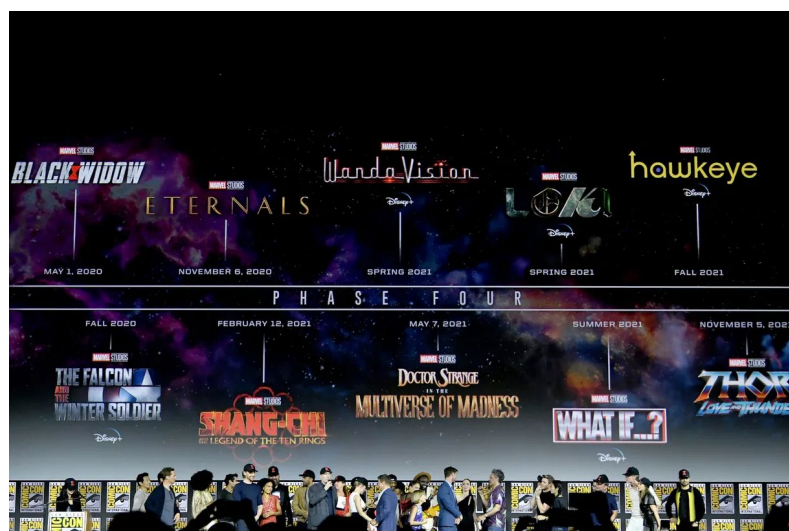 MARVEL STUDIOS
BLACK WIDOW
MAY 1, 2020
MARVEL STUDIOS
ETERNALS
NOVEMBER 6, 2020
MARVEL STUDIOS
WandaVision
Disney+
SPRING 2021
MARVEL STUDIOS
LOKI
Disney+
SPRING 2021
MARVEL STUDIOS
hawkeye
Disney+
FALL 2021
PHASE FOUR
FALL 2020
MARVEL STUDIOS
THE FALCON
AND THE
WINTER SOLDIER
Disney+
FEBRUARY 12, 2021
MARVEL STUDIOS
SHANG-CHI
AND THE LEGEND OF THE TEN RINGS
MAY 7, 2021
MARVEL STUDIOS
DOCTOR STRANGE
IN THE
MULTIVERSE OF MADNESS
SUMMER 2021
MARVEL STUDIOS
WHAT IF...?
Disney+
NOVEMBER 5, 202
MARVEL STUDIOS
THOR
LOVE AND THUNDE
COMIC CON